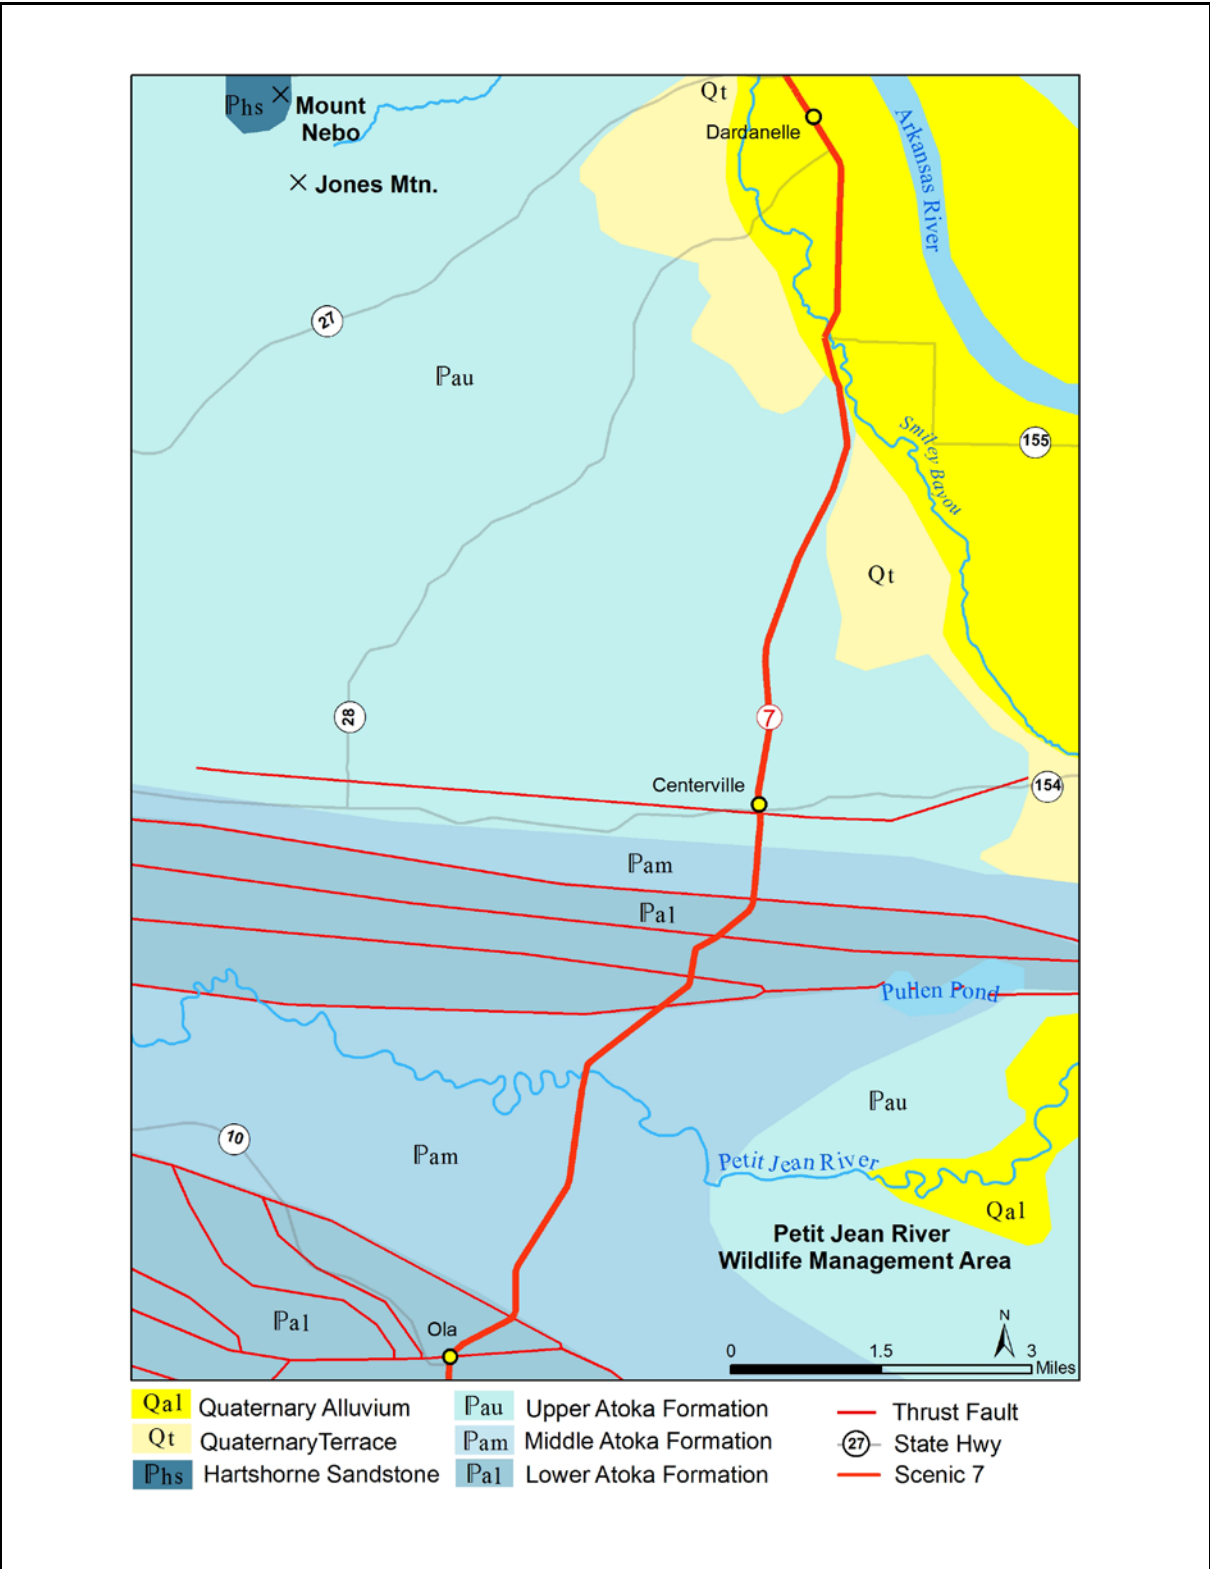 Qt
ℙhs
Mount
Nebo
Dardanelle
Arkansas River
Jones Mtn.
27
ℙau
Smiley Bayou
155
Qt
28
7
Centerville
154
ℙam
ℙal
Pullen Pond
ℙau
10
ℙam
Petit Jean River
Qal
Petit Jean River
Wildlife Management Area
ℙal
Ola
N
0 1.5 3
Miles
Qal Quaternary Alluvium
Qt Quaternary Terrace
ℙhs Hartshorne Sandstone
ℙau Upper Atoka Formation
ℙam Middle Atoka Formation
ℙal Lower Atoka Formation
Thrust Fault
27 State Hwy
Scenic 7